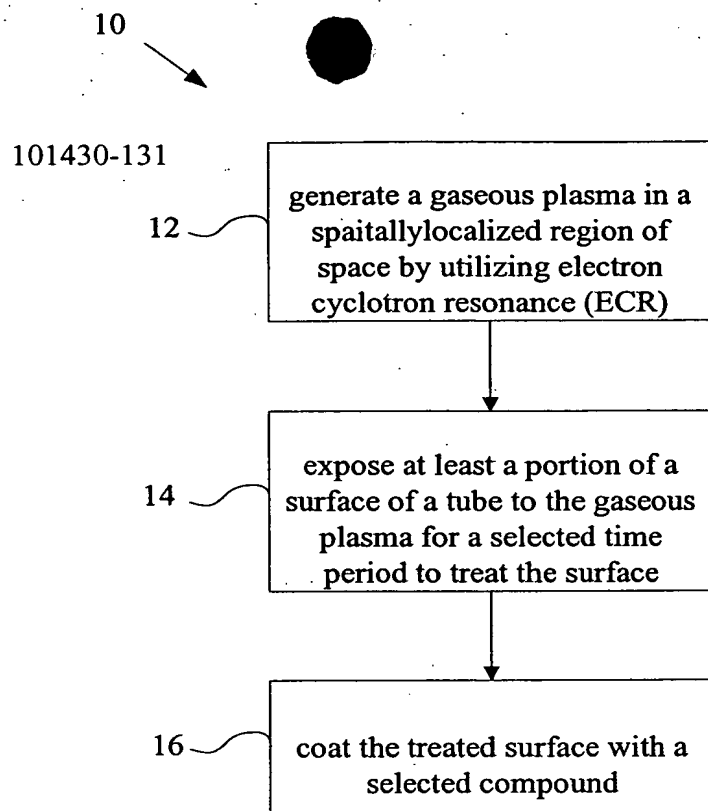 10
101430-131
12
generate a gaseous plasma in a
spaitallylocalized region of
space by utilizing electron
cyclotron resonance (ECR)
14
expose at least a portion of a
surface of a tube to the gaseous
plasma for a selected time
period to treat the surface
16
coat the treated surface with a
selected compound